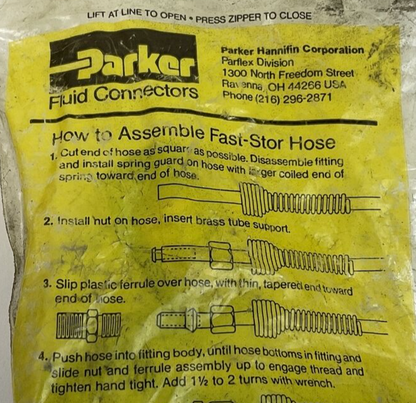 LIFT AT LINE TO OPEN • PRESS ZIPPER TO CLOSE
Parker
Fluid Connectors
Parker Hannifin Corporation
Parflex Division
1300 North Freedom Street
Ravenna, OH 44266 USA
Phone (216) 296-2871
How to Assemble Fast-Stor Hose
1. Cut end of hose as square as possible. Disassemble fitting
and install spring guard on hose with larger coiled end of
spring toward end of hose.
2. Install nut on hose, insert brass tube support.
3. Slip plastic ferrule over hose, with thin, tapered end toward
end of hose.
4. Push hose into fitting body, until hose bottoms in fitting and
slide nut and ferrule assembly up to engage thread and
tighten hand tight. Add 1½ to 2 turns with wrench.